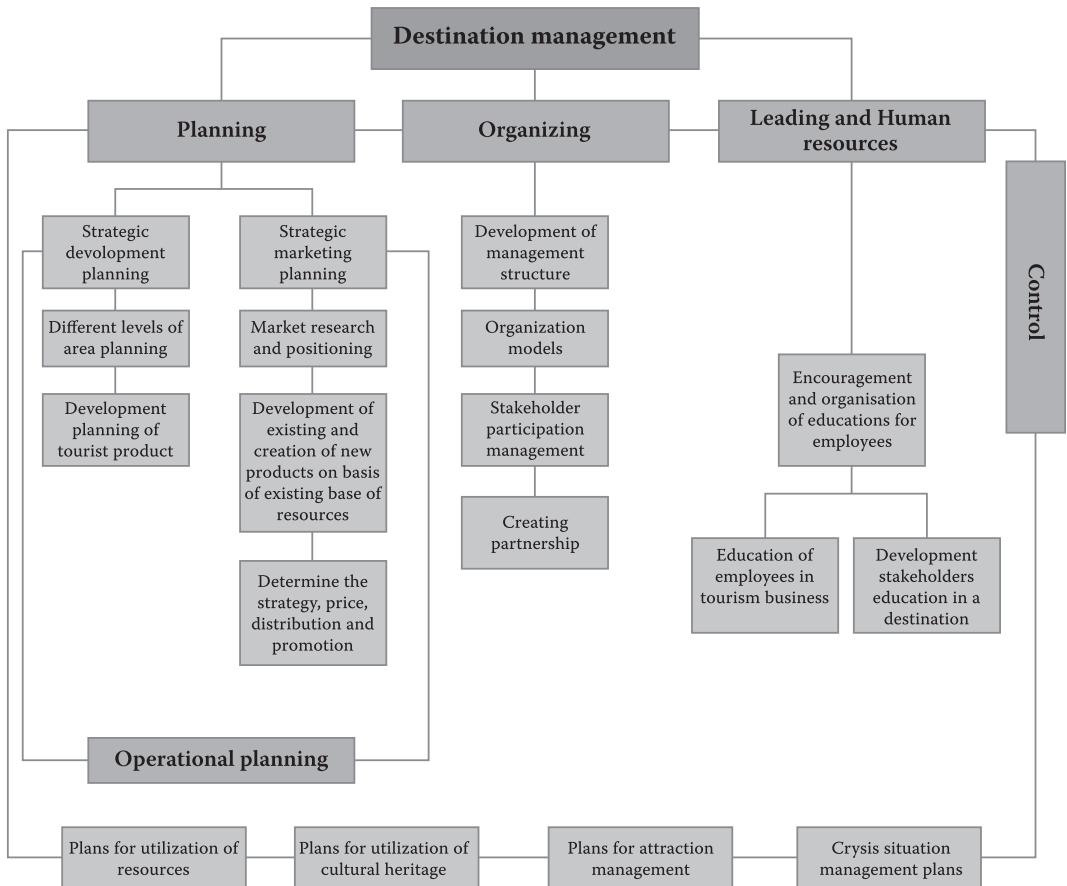 Destination management
Planning
Organizing
Leading and Human
resources
Control
Strategic
devolopment
planning
Different levels of
area planning
Development
planning of
tourist product
Strategic
marketing
planning
Market research
and positioning
Development of
existing and
creation of new
products on basis
of existing base of
resources
Determine the
strategy, price,
distribution and
promotion
Development of
management
structure
Organization
models
Stakeholder
participation
management
Creating
partnership
Encouragement
and organisation
of educations for
employees
Education of
employees in
tourism business
Development
stakeholders
education in a
destination
Operational planning
Plans for utilization of
resources
Plans for utilization of
cultural heritage
Plans for attraction
management
Crysis situation
management plans